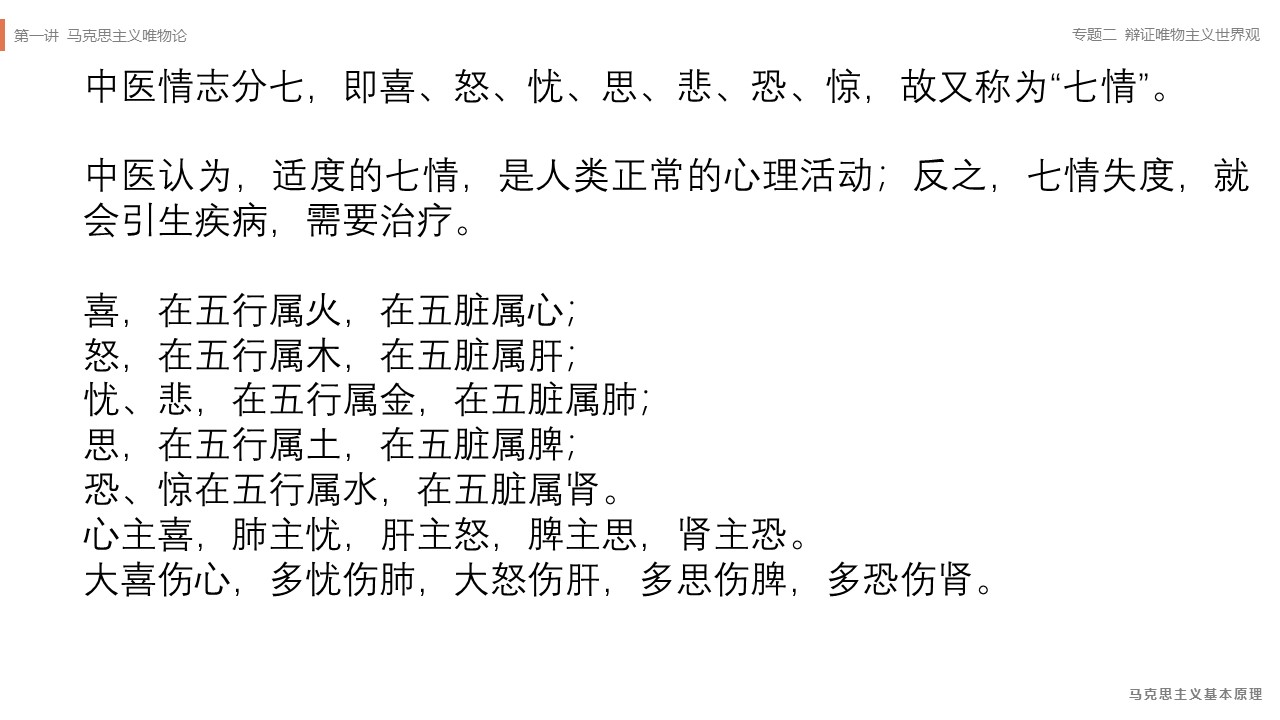 第一讲 马克思主义唯物论
专题二 辩证唯物主义世界观
中医情志分七，即喜、怒、忧、思、悲、恐、惊，故又称为“七情”。
中医认为，适度的七情，是人类正常的心理活动；反之，七情失度，就
会引生疾病，需要治疗。
喜，在五行属火，在五脏属心；
怒，在五行属木，在五脏属肝；
忧、悲，在五行属金，在五脏属肺；
思，在五行属土，在五脏属脾；
恐、惊在五行属水，在五脏属肾。
心主喜，肺主忧，肝主怒，脾主思，肾主恐。
大喜伤心，多忧伤肺，大怒伤肝，多思伤脾，多恐伤肾。
马克思主义基本原理